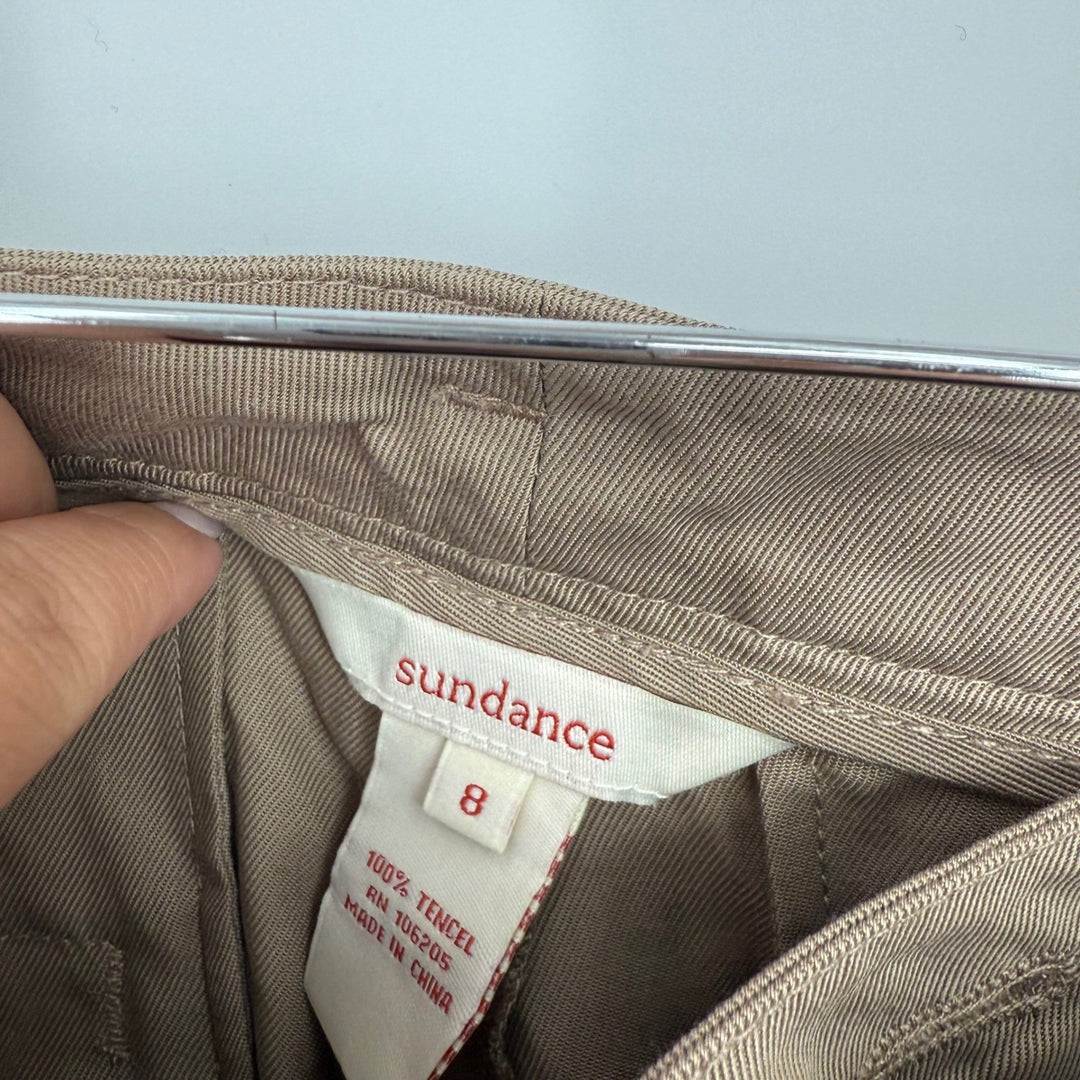 sundance
8
100% TENCEL
RN 106205
MADE IN CHINA